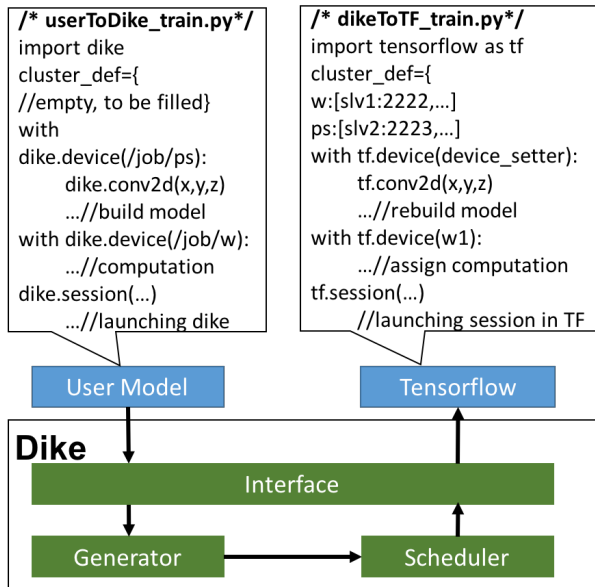 /* userToDike_train.py*/
import dike
cluster_def={
//empty, to be filled}
with
dike.device(/job/ps):
dike.conv2d(x,y,z)
...//build model
with dike.device(/job/w):
...//computation
dike.session(...)
...//launching dike
/* dikeToTF_train.py*/
import tensorflow as tf
cluster_def={
w:[slv1:2222,...]
ps:[slv2:2223,...]
with tf.device(device_setter):
tf.conv2d(x,y,z)
...//rebuild model
with tf.device(w1):
...//assign computation
tf.session(...)
//launching session in TF
User Model
Tensorflow
Dike
Interface
Generator
Scheduler